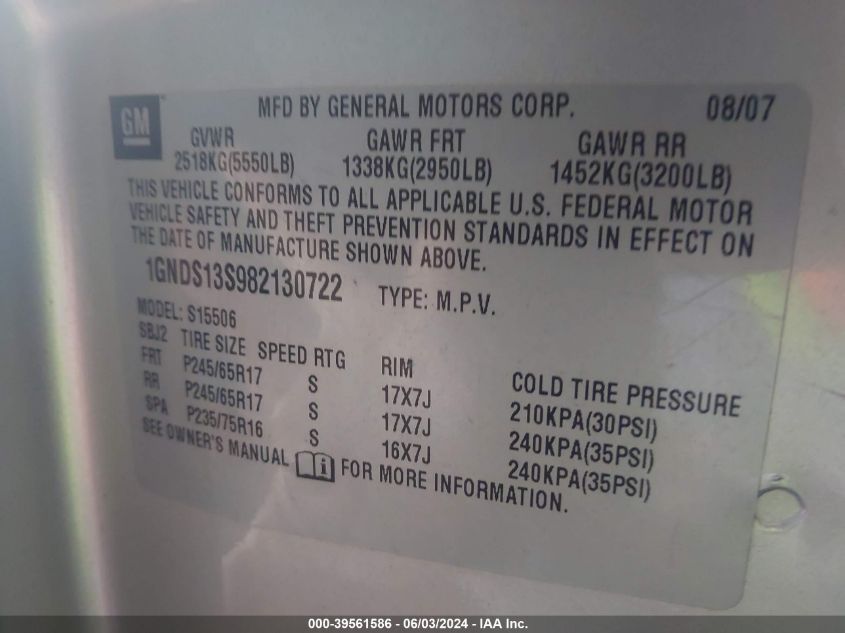 GM
MFD BY GENERAL MOTORS CORP. 08/07
GVWR GAWR FRT GAWR RR
2518KG(5550LB) 1338KG(2950LB) 1452KG(3200LB)
THIS VEHICLE CONFORMS TO ALL APPLICABLE U.S. FEDERAL MOTOR
VEHICLE SAFETY AND THEFT PREVENTION STANDARDS IN EFFECT ON
THE DATE OF MANUFACTURE SHOWN ABOVE.
1GNDS13S982130722 TYPE: M.P.V.
MODEL: S15506
SBJ2 TIRE SIZE SPEED RTG RIM COLD TIRE PRESSURE
FRT P245/65R17 S 17X7J 210KPA(30PSI)
RR P245/65R17 S 17X7J 240KPA(35PSI)
SPA P235/75R16 S 16X7J 240KPA(35PSI)
SEE OWNER'S MANUAL FOR MORE INFORMATION.
000-39561586 - 06/03/2024 - IAA Inc.